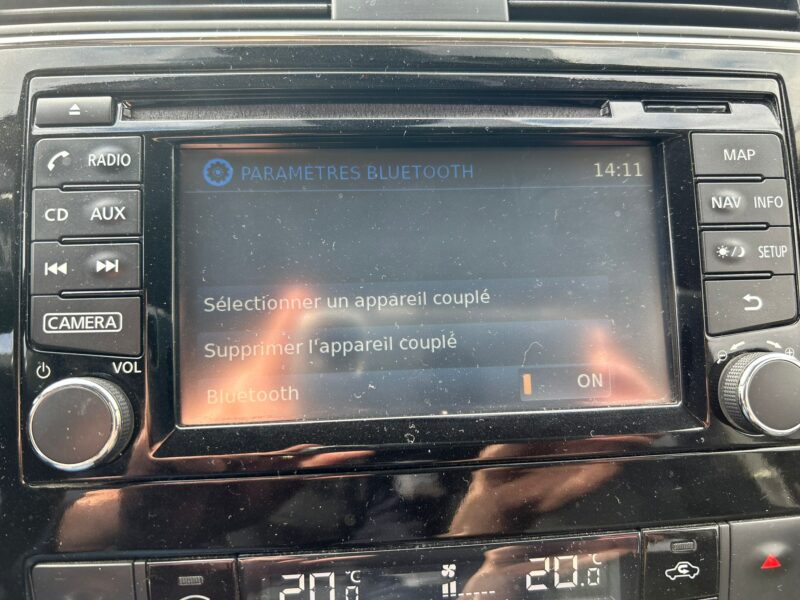 PARAMETRES BLUETOOTH 14:11
Sélectionner un appareil couplé
Supprimer l'appareil couplé
Bluetooth ON
RADIO
CD AUX
CAMERA
VOL
MAP
NAV INFO
SETUP
20.0°C
20.0°C